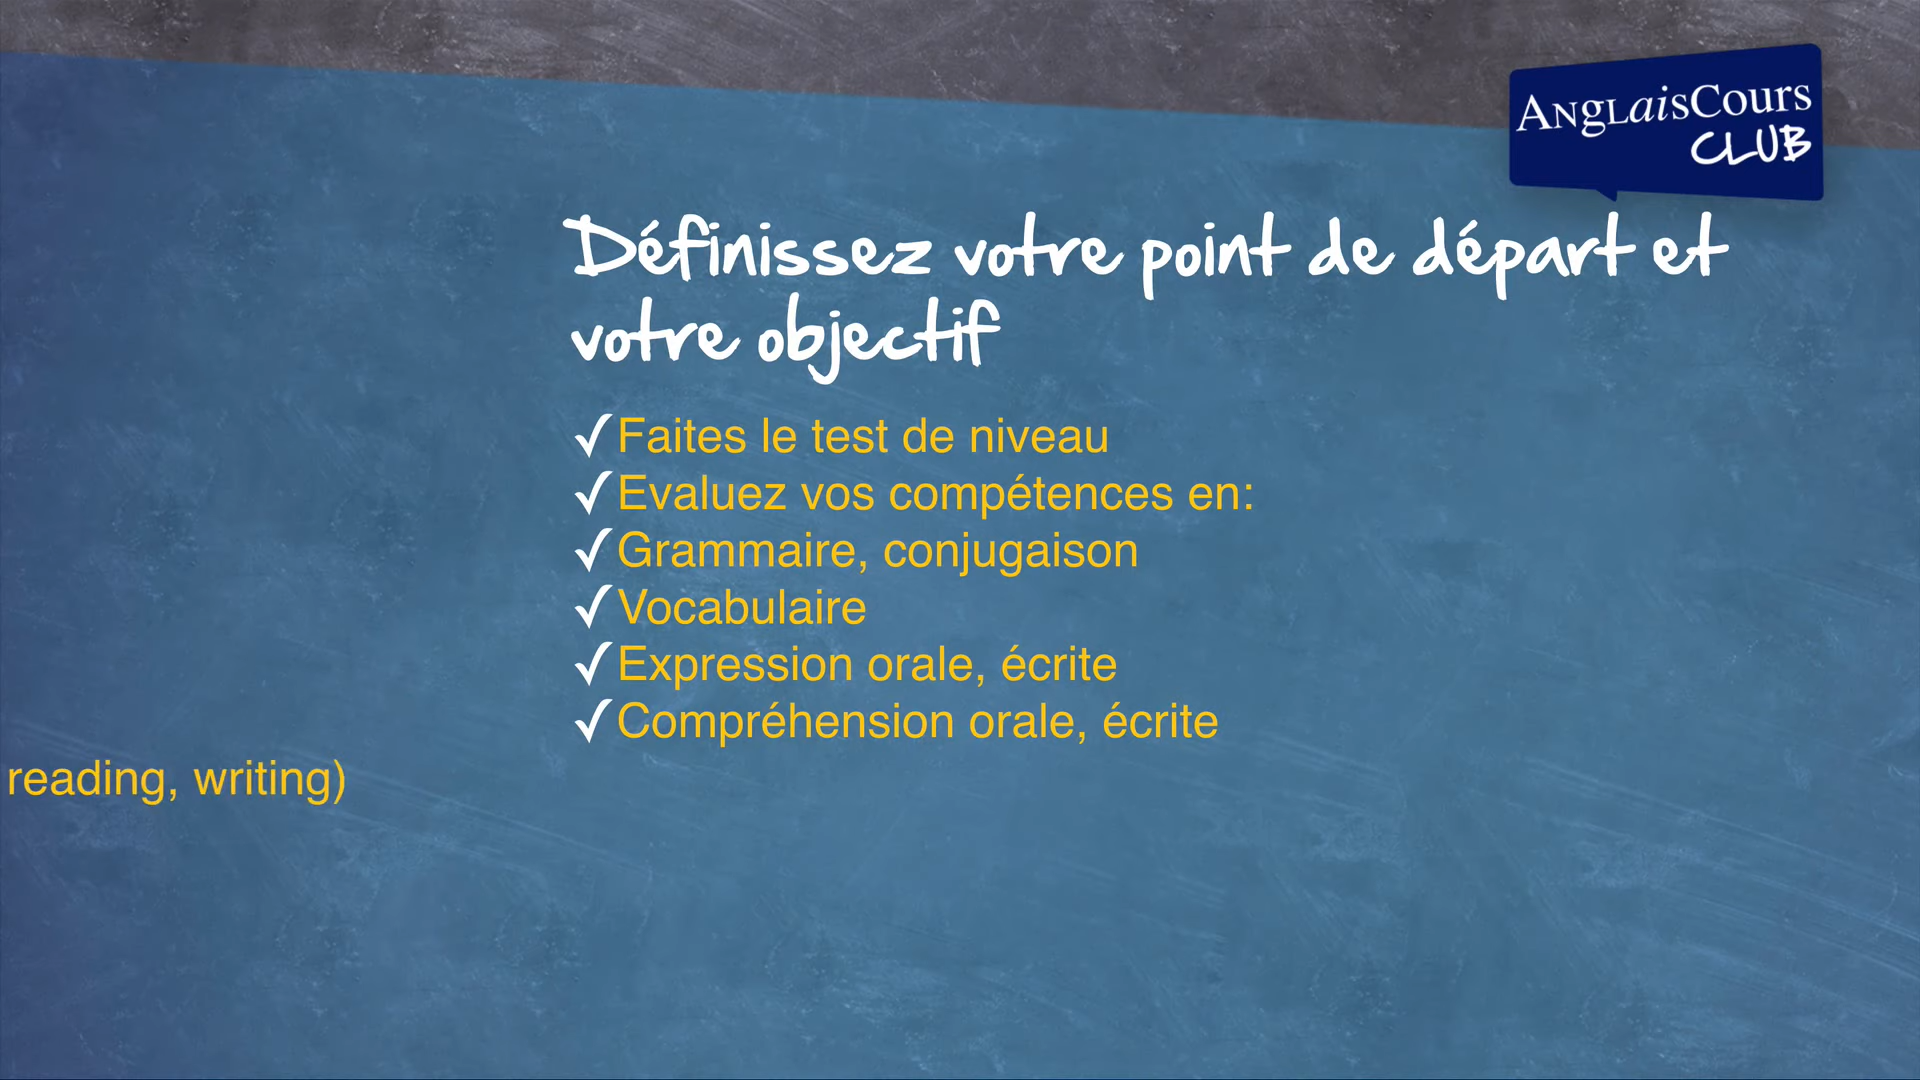 AngLaisCours
CLUB
Définissez votre point de départ et
votre objectif
✓Faites le test de niveau
✓Evaluez vos compétences en:
✓Grammaire, conjugaison
✓Vocabulaire
✓Expression orale, écrite
✓Compréhension orale, écrite
reading, writing)